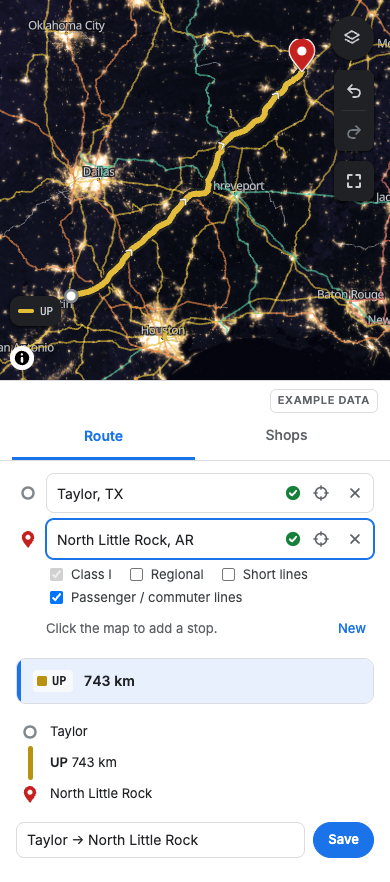 Oklahoma City
Dallas
hreveport
UP
Baton Rouge
Houston
New
an Antonio
EXAMPLE DATA
Route
Shops
Taylor, TX
North Little Rock, AR
Class I
Regional
Short lines
Passenger / commuter lines
Click the map to add a stop.
New
UP 743 km
Taylor
UP 743 km
North Little Rock
Taylor → North Little Rock
Save